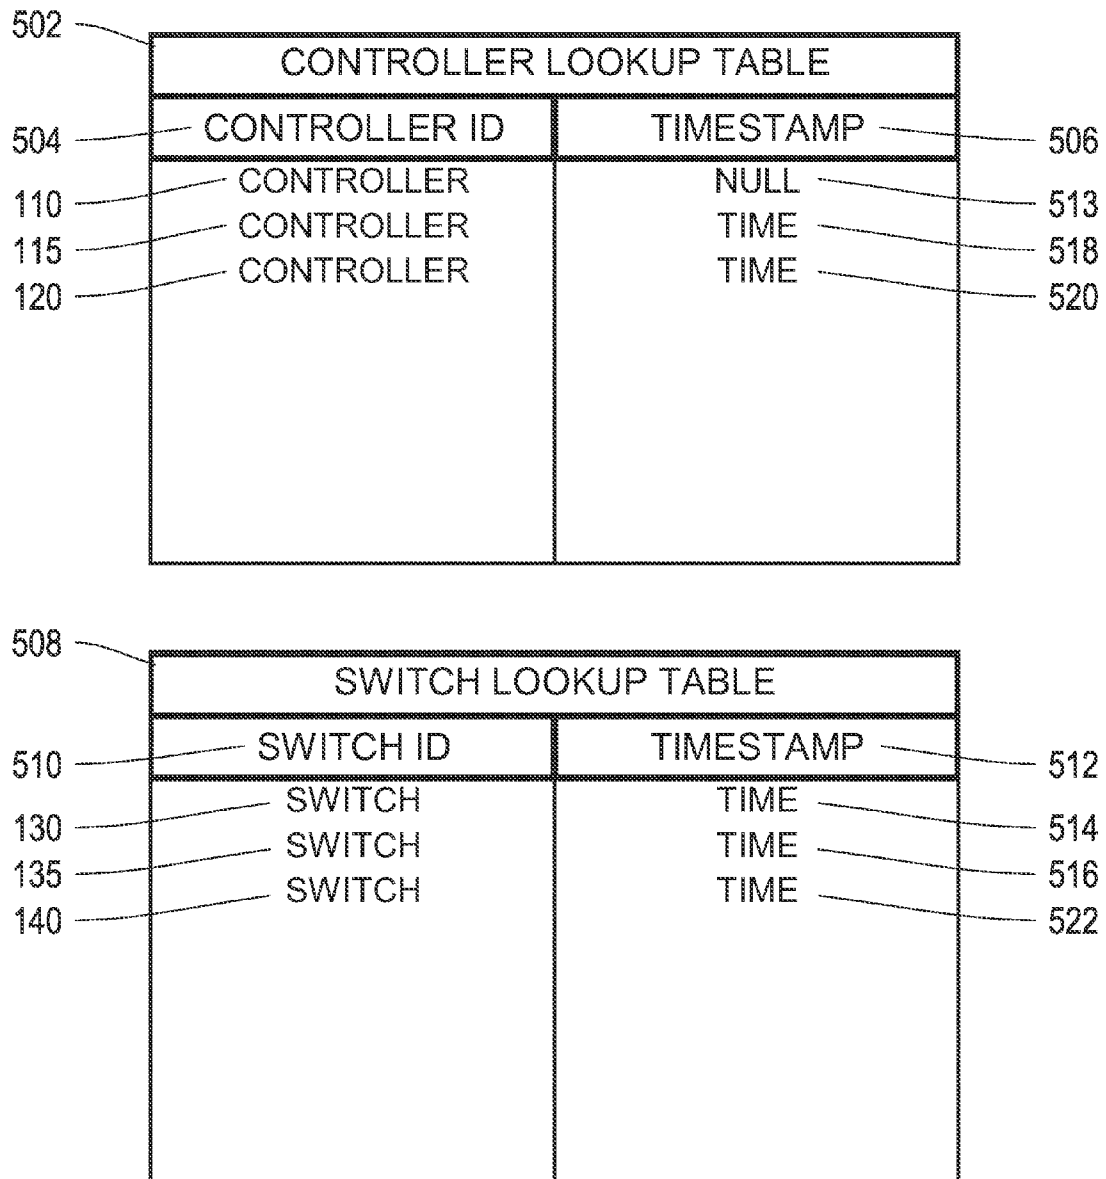 502
CONTROLLER LOOKUP TABLE
504 CONTROLLER ID TIMESTAMP 506
110 CONTROLLER NULL 513
115 CONTROLLER TIME 518
120 CONTROLLER TIME 520
508
SWITCH LOOKUP TABLE
510 SWITCH ID TIMESTAMP 512
130 SWITCH TIME 514
135 SWITCH TIME 516
140 SWITCH TIME 522